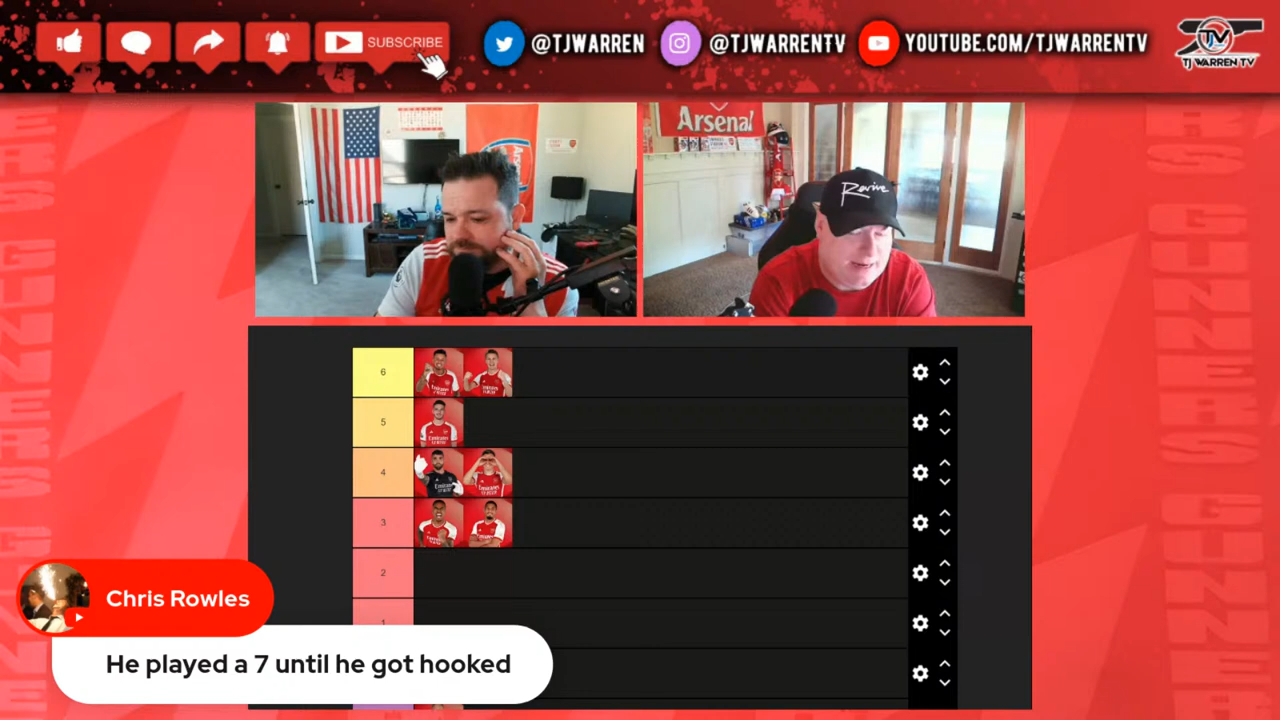 SUBSCRIBE
@TJWARREN
@TJWARRENTV
YOUTUBE.COM/TJWARRENTV
TV
TJ WARREN TV
Arsenal
Revive
6
5
4
3
2
1
Chris Rowles
He played a 7 until he got hooked